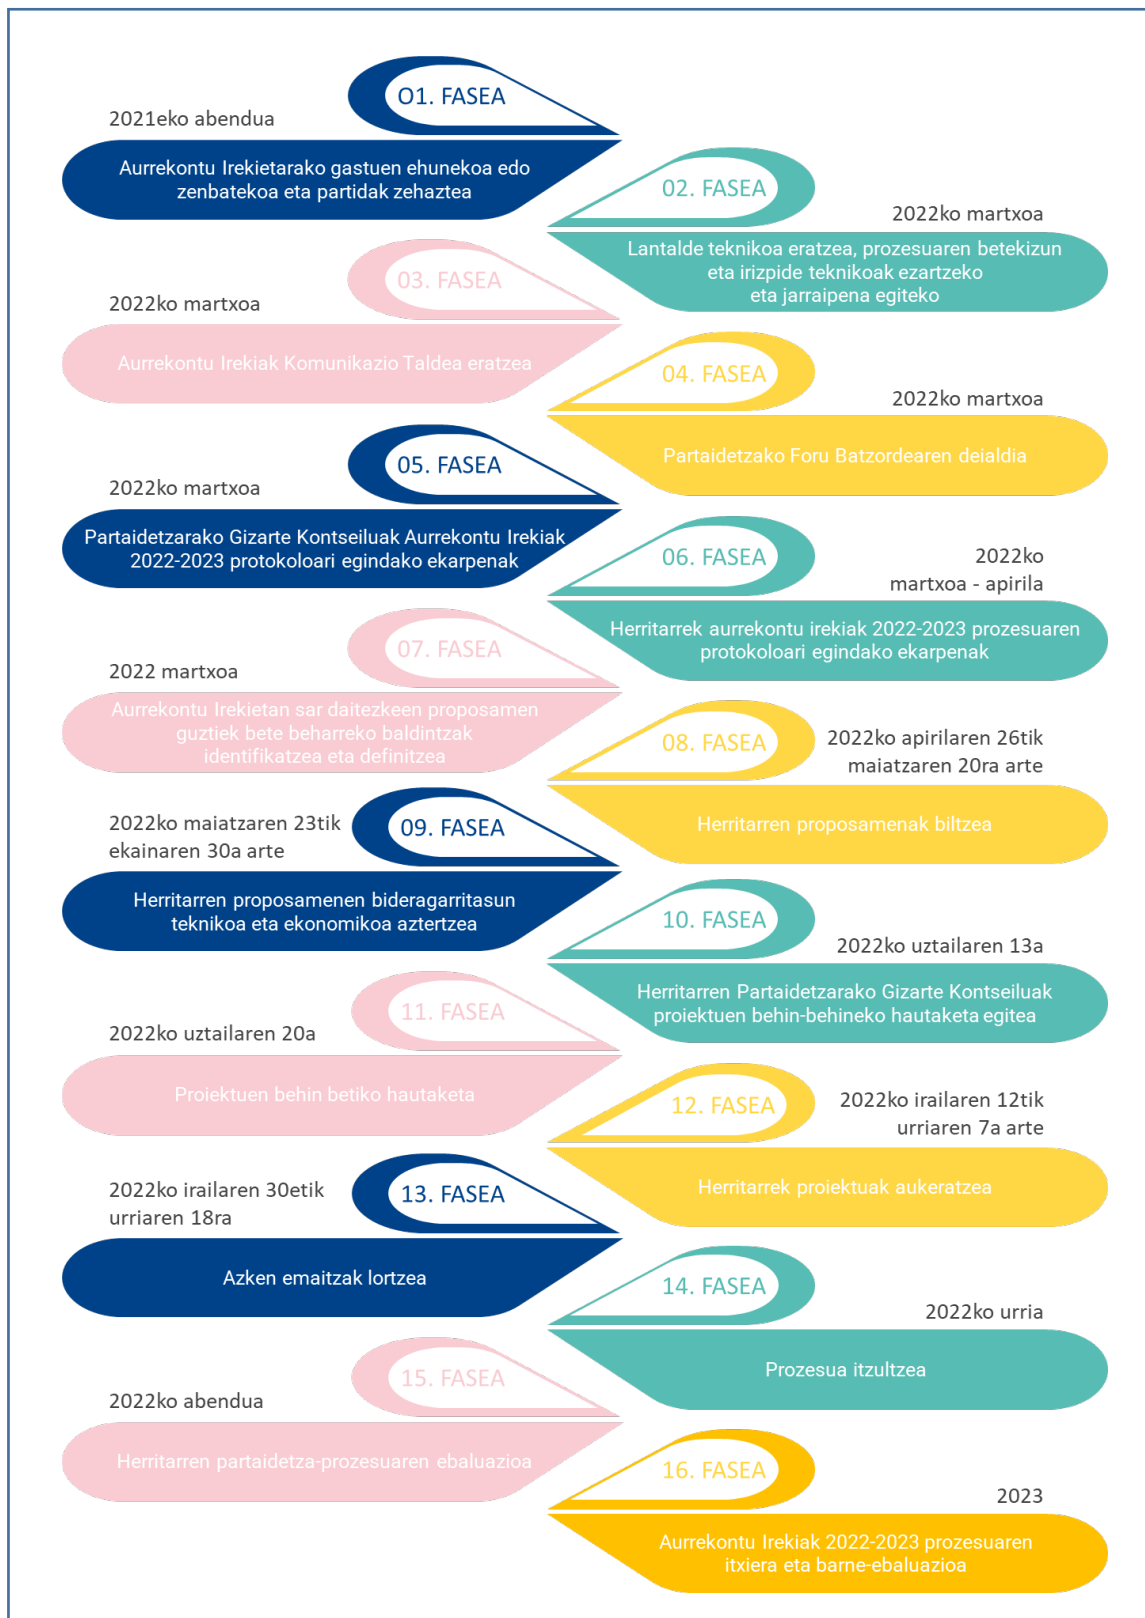 O1. FASEA
2021eko abendua
Aurrekontu Irekietarako gastuen ehunekoa edo
zenbatekoa eta partidak zehaztea
02. FASEA
2022ko martxoa
Lantalde teknikoa eratzea, prozesuaren betekizun
eta irizpide teknikoak ezartzeko
eta jarraipena egiteko
03. FASEA
2022ko martxoa
Aurrekontu Irekiak Komunikazio Taldea eratzea
04. FASEA
2022ko martxoa
Partaidetzako Foru Batzordearen deialdia
05. FASEA
2022ko martxoa
Partaidetzarako Gizarte Kontseiluak Aurrekontu Irekiak
2022-2023 protokoloari egindako ekarpenak
06. FASEA
2022ko
martxoa - apirila
Herritarrek aurrekontu irekiak 2022-2023 prozesuaren
protokoloari egindako ekarpenak
07. FASEA
2022 martxoa
Aurrekontu Irekietan sar daitezkeen proposamen
guztiek bete beharreko baldintzak
identifikatzea eta definitzea
08. FASEA
2022ko apirilaren 26tik
maiatzaren 20ra arte
Herritarren proposamenak biltzea
09. FASEA
2022ko maiatzaren 23tik
ekainaren 30a arte
Herritarren proposamenen bideragarritasun
teknikoa eta ekonomikoa aztertzea
10. FASEA
2022ko uztailaren 13a
Herritarren Partaidetzarako Gizarte Kontseiluak
proiektuen behin-behineko hautaketa egitea
11. FASEA
2022ko uztailaren 20a
Proiektuen behin betiko hautaketa
12. FASEA
2022ko irailaren 12tik
urriaren 7a arte
Herritarrek proiektuak aukeratzea
13. FASEA
2022ko irailaren 30etik
urriaren 18ra
Azken emaitzak lortzea
14. FASEA
2022ko urria
Prozesua itzultzea
15. FASEA
2022ko abendua
Herritarren partaidetza-prozesuaren ebaluazioa
16. FASEA
2023
Aurrekontu Irekiak 2022-2023 prozesuaren
itxiera eta barne-ebaluazioa